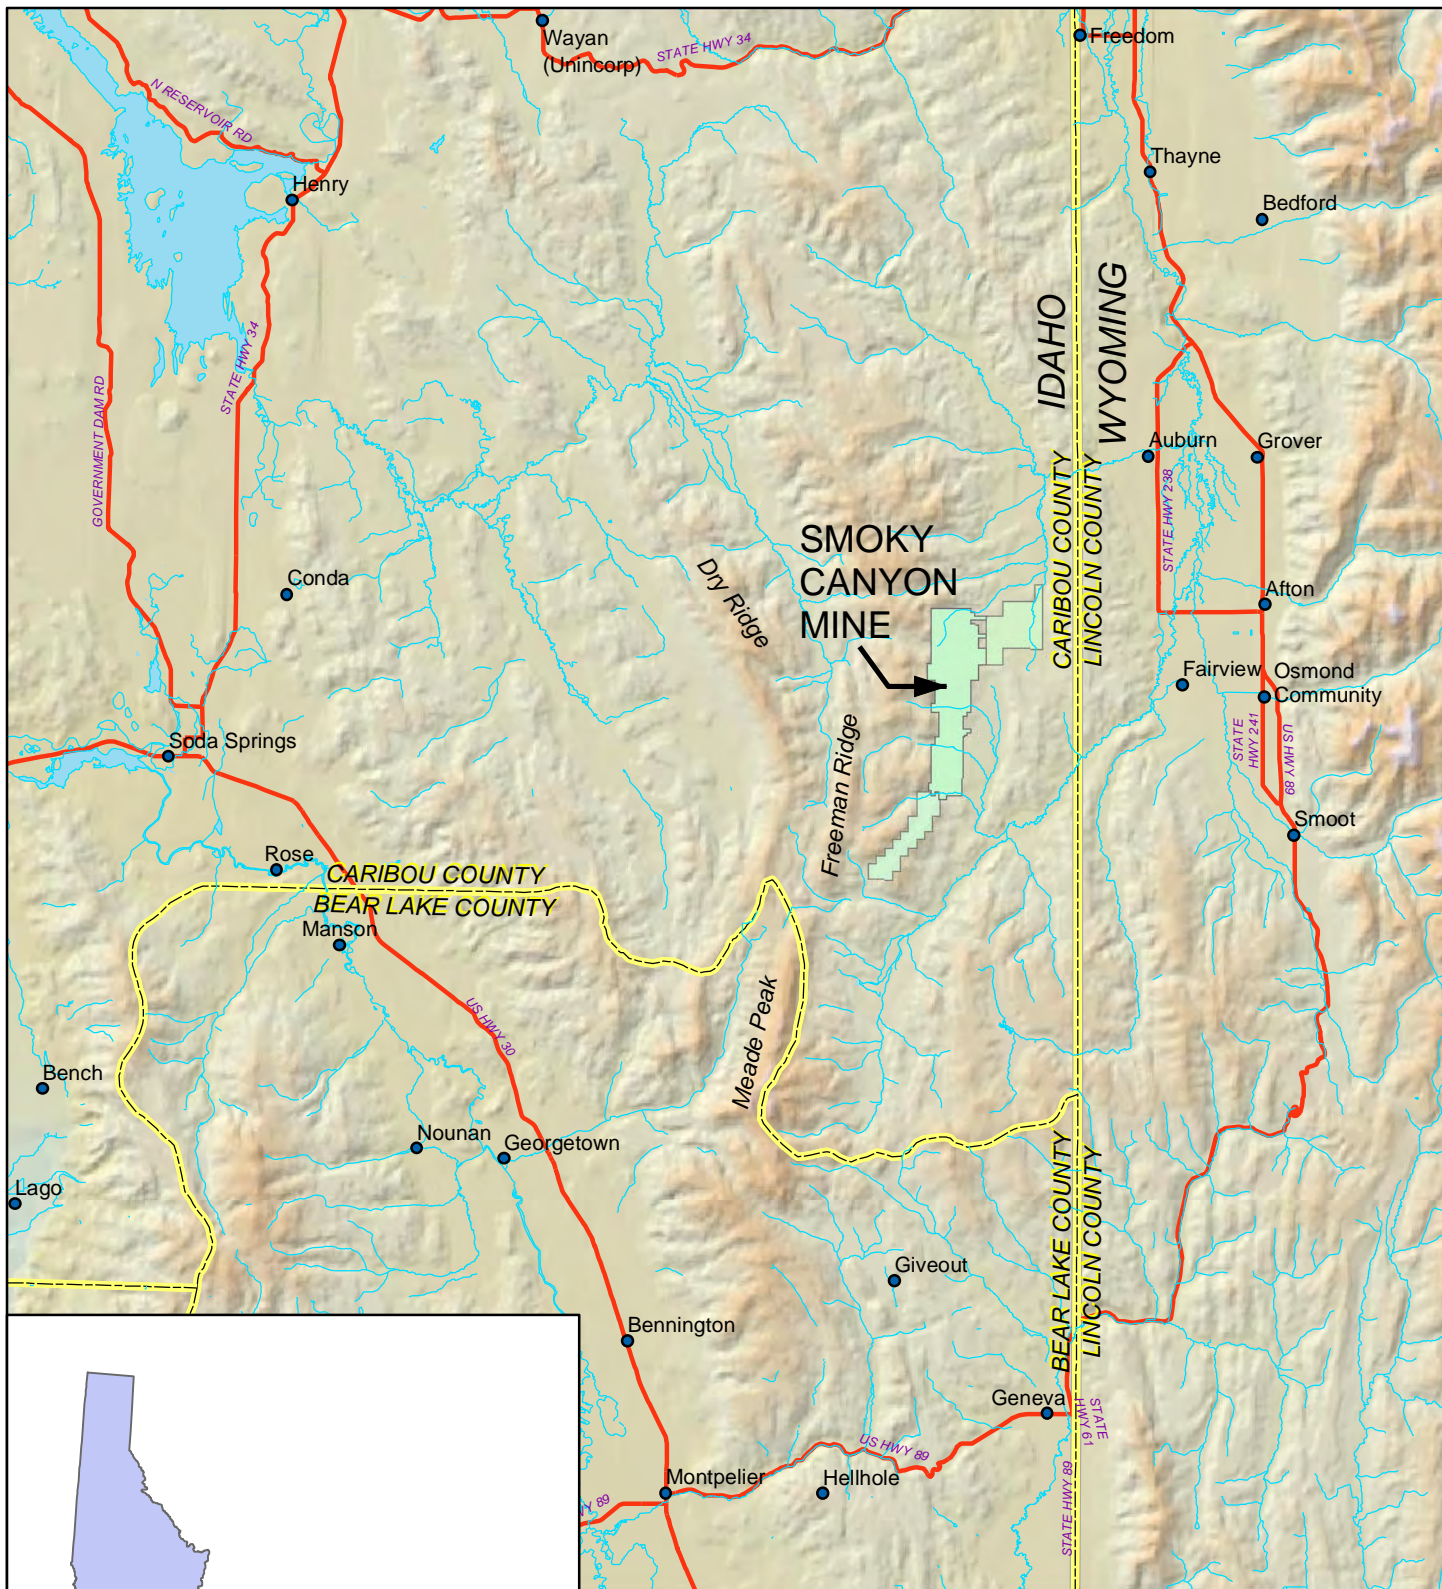 Wayan
(Unincorp)
STATE HWY 34
Freedom
N RESERVOIR RD
Thayne
Henry
Bedford
IDAHO
WYOMING
STATE HWY 34
GOVERNMENT DAM RD
Auburn
Grover
CARIBOU COUNTY
LINCOLN COUNTY
STATE HWY 238
SMOKY
CANYON
MINE
Dry Ridge
Conda
Afton
Fairview
Osmond
Community
Freeman Ridge
STATE
HWY 241
US HWY 89
Soda Springs
Smoot
Rose
CARIBOU COUNTY
BEAR LAKE COUNTY
Manson
US HWY 30
Meade Peak
Bench
Nounan
Georgetown
Lago
BEAR LAKE COUNTY
LINCOLN COUNTY
Giveout
Bennington
Geneva
STATE
HWY 61
US HWY 89
Montpelier
Hellhole
STATE HWY 89
WY 89